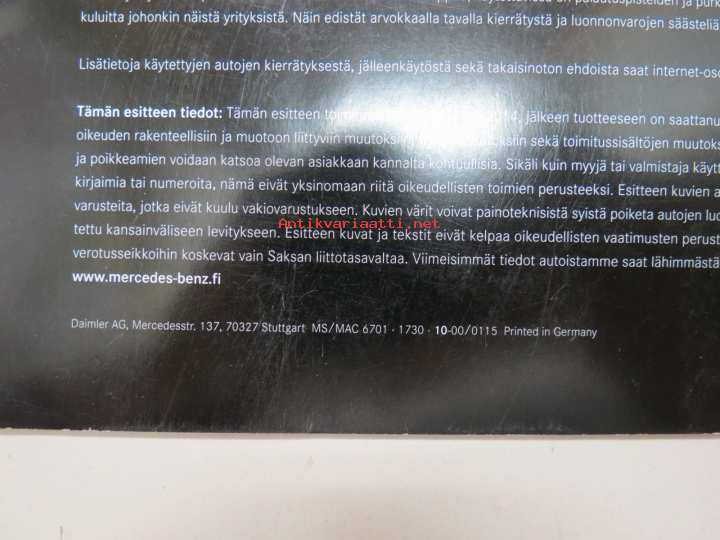 kuluitta johonkin näistä yrityksistä. Näin edistät arvokkaalla tavalla kierrätystä ja luonnonvarojen säästeliä
Lisätietoja käytettyjen autojen kierrätyksestä, jälleenkäytöstä sekä takaisinoton ehdoista saat internet-oso
Tämän esitteen tiedot: Tämän esitteen jälkeen tuotteeseen on saattanu
oikeuden rakenteellisiin ja muotoon liittyviin sekä toimitussisältöjen muutok
ja poikkeamien voidaan katsoa olevan asiakkaan kannalta kohtuullisia. Sikäli kuin myyjä tai valmistaja käytt
kirjaimia tai numeroita, nämä eivät yksinomaan riitä oikeudellisten toimien perusteeksi. Esitteen kuvien a
varusteita, jotka eivät kuulu vakiovarustukseen. Kuvien värit voivat painoteknisistä syistä poiketa autojen luo
Antikvariaatti.net
tettu kansainväliseen levitykseen. Esitteen kuvat ja tekstit eivät kelpaa oikeudellisten vaatimusten perust
verotusseikkoihin koskevat vain Saksan liittotasavaltaa. Viimeisimmät tiedot autoistamme saat lähimmästä
www.mercedes-benz.fi
Daimler AG, Mercedesstr. 137, 70327 Stuttgart MS/MAC 6701 · 1730 · 10-00/0115 Printed in Germany